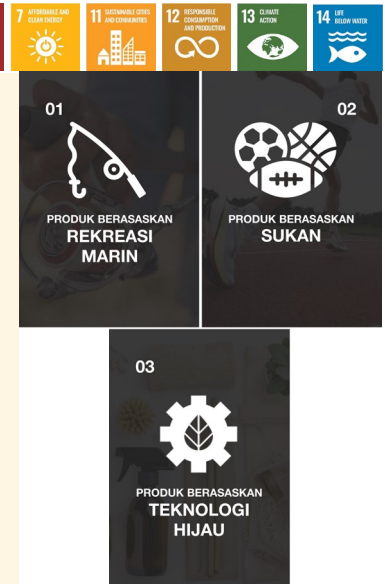 7 AFFORDABLE AND
CLEAN ENERGY
11 SUSTAINABLE CITIES
AND COMMUNITIES
12 RESPONSIBLE
CONSUMPTION
AND PRODUCTION
13 CLIMATE
ACTION
14 LIFE
BELOW WATER
01
PRODUK BERASASKAN
REKREASI
MARIN
02
PRODUK BERASASKAN
SUKAN
03
PRODUK BERASASKAN
TEKNOLOGI
HIJAU